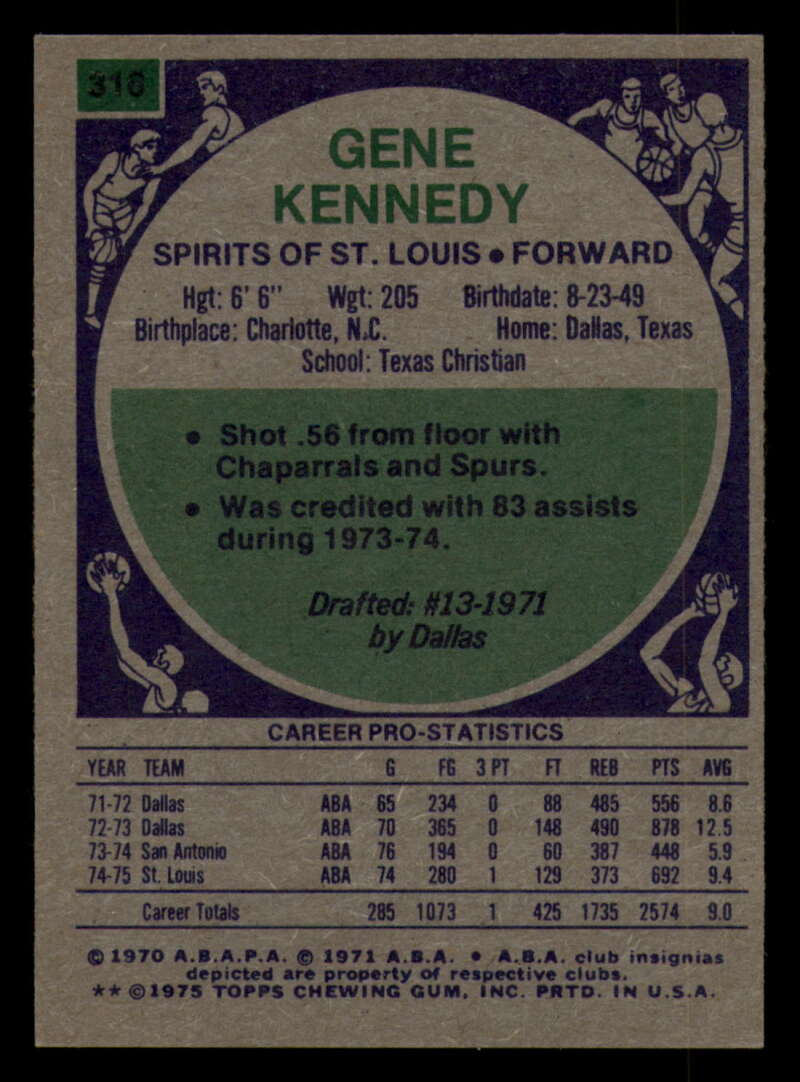 316
GENE
KENNEDY
SPIRITS OF ST. LOUIS • FORWARD
Hgt: 6' 6" Wgt: 205 Birthdate: 8-23-49
Birthplace: Charlotte, N.C. Home: Dallas, Texas
School: Texas Christian
• Shot .56 from floor with
Chaparrals and Spurs.
• Was credited with 83 assists
during 1973-74.
Drafted: #13-1971
by Dallas
CAREER PRO-STATISTICS
YEAR TEAM G FG 3 PT FT REB PTS AVG
71-72 Dallas ABA 65 234 0 88 485 556 8.6
72-73 Dallas ABA 70 365 0 148 490 878 12.5
73-74 San Antonio ABA 76 194 0 60 387 448 5.9
74-75 St. Louis ABA 74 280 1 129 373 692 9.4
Career Totals 285 1073 1 425 1735 2574 9.0
© 1970 A.B.A.P.A. © 1971 A.B.A. • A.B.A. club insignias
depicted are property of respective clubs.
** ©1975 TOPPS CHEWING GUM, INC. PRTD. IN U.S.A.